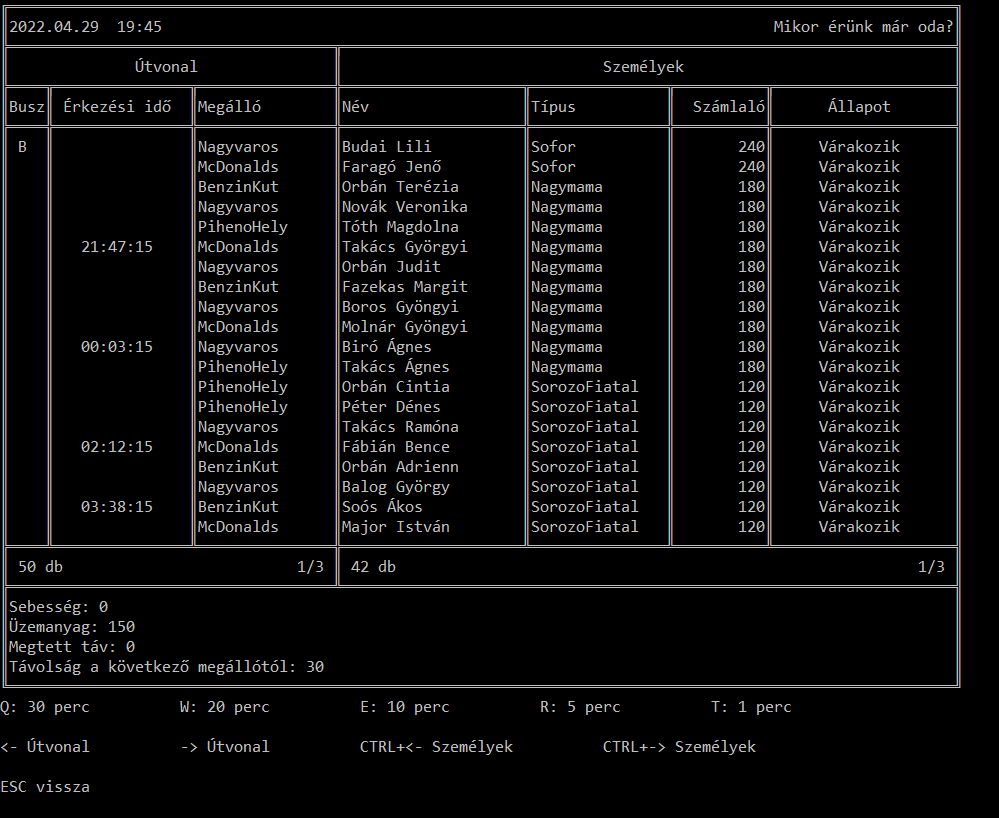 2022.04.29  19:45 Mikor érünk már oda?
Útvonal Személyek
Busz Érkezési idő Megálló Név Típus Számláló Állapot
B Nagyvaros Budai Lili Sofor 240 Várakozik
McDonalds Faragó Jenő Sofor 240 Várakozik
BenzinKut Orbán Terézia Nagymama 180 Várakozik
Nagyvaros Novák Veronika Nagymama 180 Várakozik
PihenoHely Tóth Magdolna Nagymama 180 Várakozik
21:47:15 McDonalds Takács Györgyi Nagymama 180 Várakozik
Nagyvaros Orbán Judit Nagymama 180 Várakozik
BenzinKut Fazekas Margit Nagymama 180 Várakozik
Nagyvaros Boros Gyöngyi Nagymama 180 Várakozik
McDonalds Molnár Gyöngyi Nagymama 180 Várakozik
00:03:15 Nagyvaros Biró Ágnes Nagymama 180 Várakozik
PihenoHely Takács Ágnes Nagymama 180 Várakozik
PihenoHely Orbán Cintia SorozoFiatal 120 Várakozik
PihenoHely Péter Dénes SorozoFiatal 120 Várakozik
Nagyvaros Takács Ramóna SorozoFiatal 120 Várakozik
02:12:15 McDonalds Fábián Bence SorozoFiatal 120 Várakozik
BenzinKut Orbán Adrienn SorozoFiatal 120 Várakozik
Nagyvaros Balog György SorozoFiatal 120 Várakozik
03:38:15 BenzinKut Soós Ákos SorozoFiatal 120 Várakozik
McDonalds Major István SorozoFiatal 120 Várakozik
50 db 1/3 42 db 1/3
Sebesség: 0
Üzemanyag: 150
Megtett táv: 0
Távolság a következő megállótól: 30
Q: 30 perc W: 20 perc E: 10 perc R: 5 perc T: 1 perc
<- Útvonal -> Útvonal CTRL+<- Személyek CTRL+-> Személyek
ESC vissza